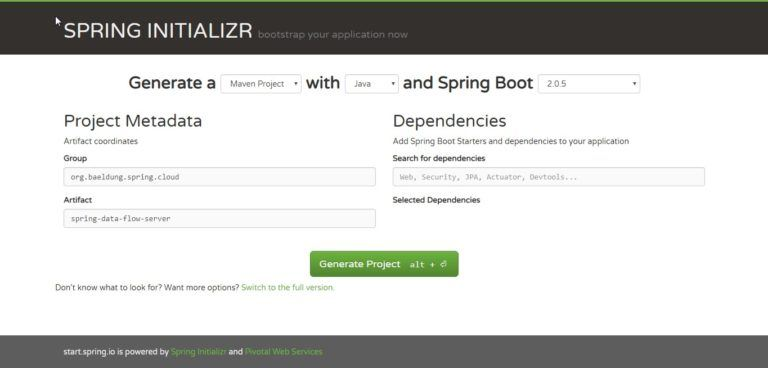 SPRING INITIALIZR bootstrap your application now
Generate a Maven Project with Java and Spring Boot 2.0.5
Project Metadata
Artifact coordinates
Group
org.baeldung.spring.cloud
Artifact
spring-data-flow-server
Dependencies
Add Spring Boot Starters and dependencies to your application
Search for dependencies
Web, Security, JPA, Actuator, Devtools...
Selected Dependencies
Generate Project alt + ⏎
Don't know what to look for? Want more options? Switch to the full version.
start.spring.io is powered by Spring Initializr and Pivotal Web Services